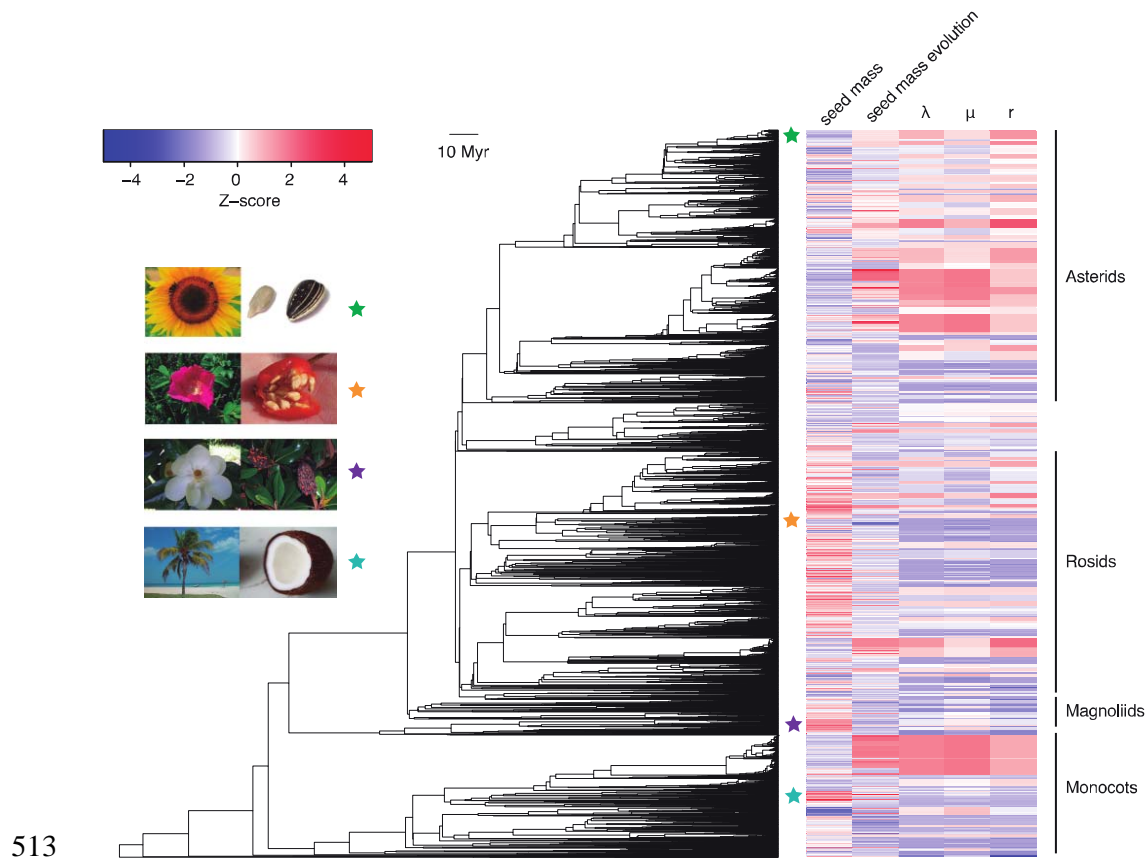 seed mass
seed mass evolution
λ
μ
r
10 Myr
−4 −2 0 2 4
Z−score
Asterids
Rosids
Magnoliids
Monocots
513